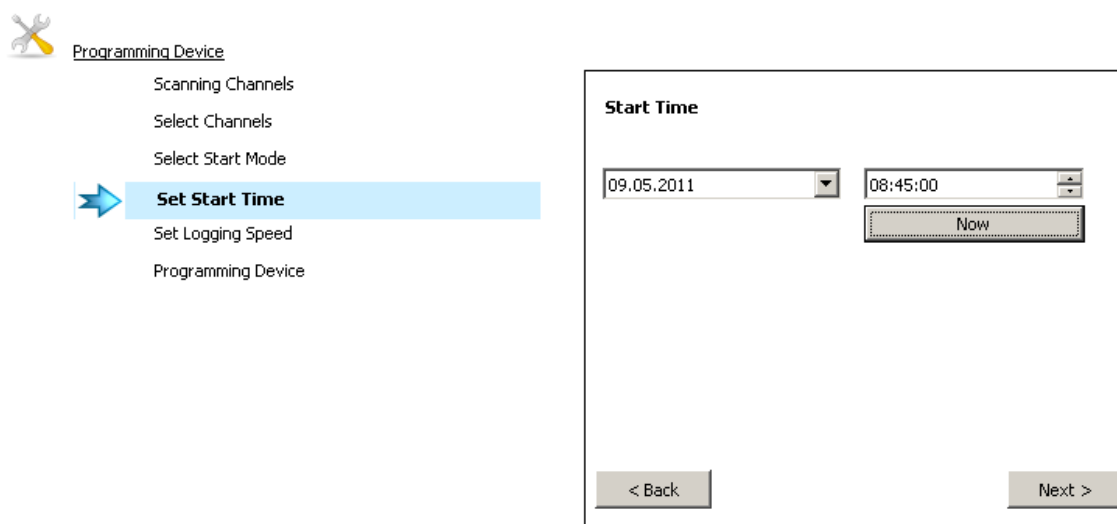 Programming Device
Scanning Channels
Select Channels
Select Start Mode
Set Start Time
Set Logging Speed
Programming Device
Start Time
09.05.2011
08:45:00
Now
< Back
Next >